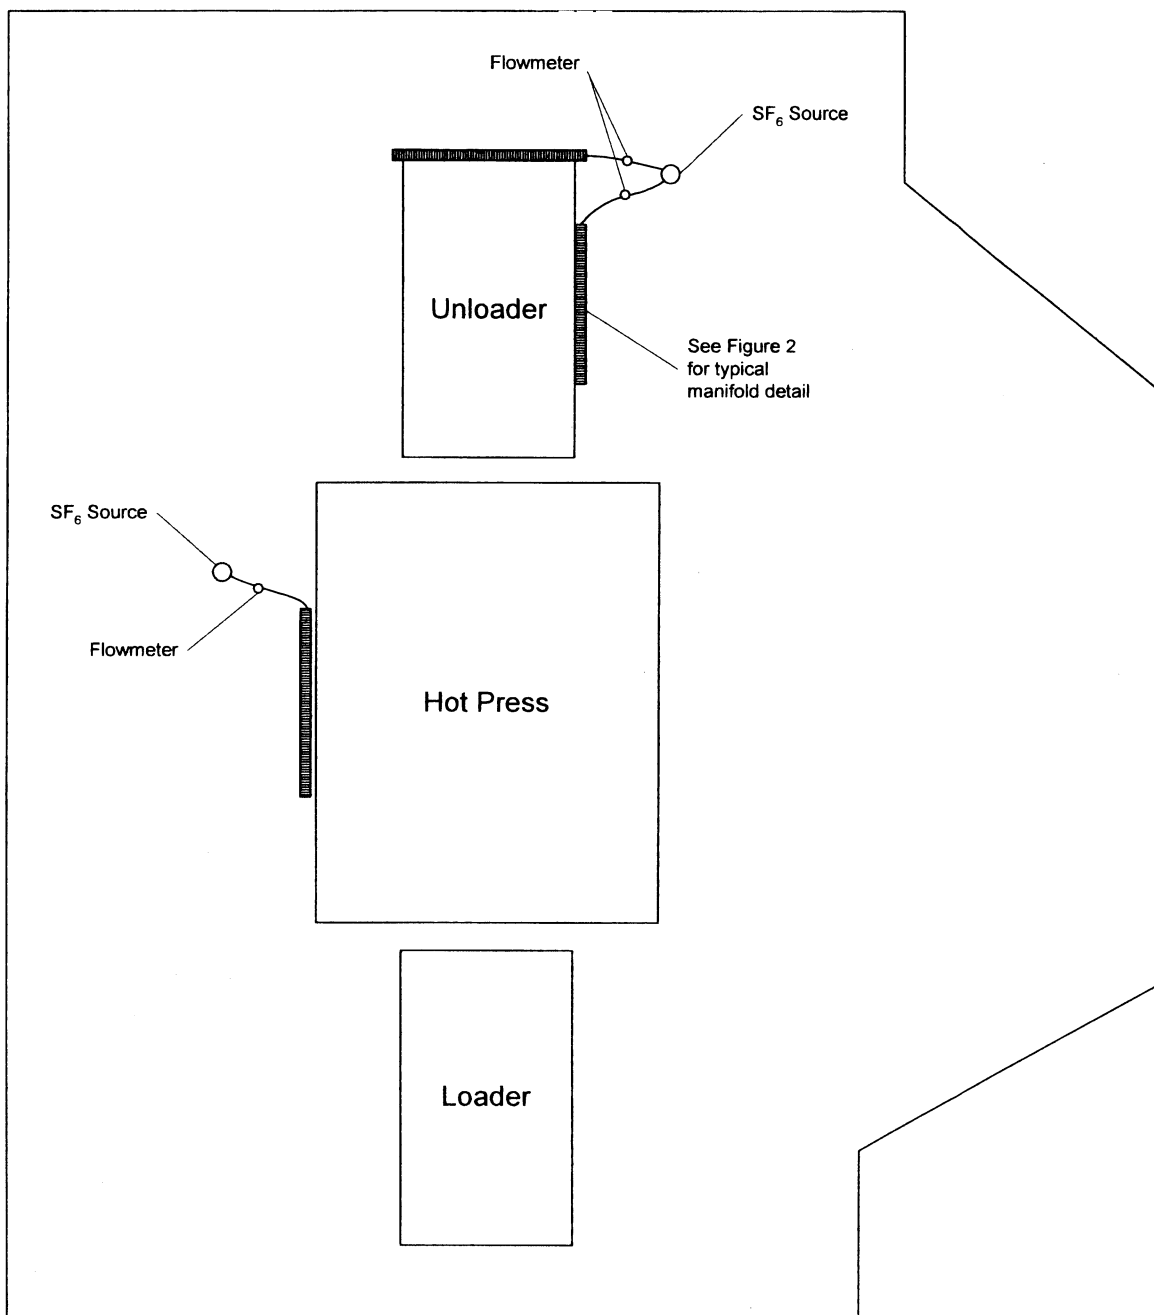 Flowmeter
SF6 Source
Unloader
See Figure 2
for typical
manifold detail
SF6 Source
Flowmeter
Hot Press
Loader